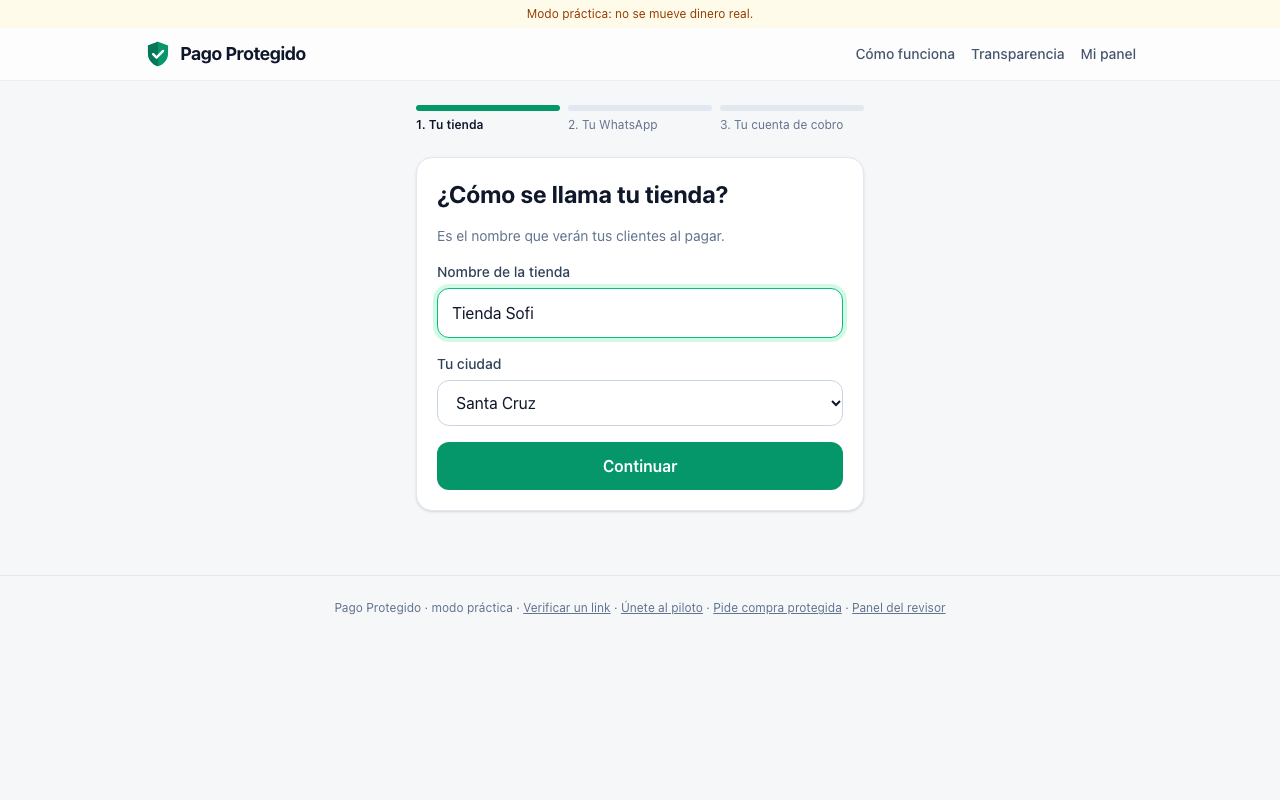 Modo práctica: no se mueve dinero real.
Pago Protegido
Cómo funciona Transparencia Mi panel
1. Tu tienda 2. Tu WhatsApp 3. Tu cuenta de cobro
¿Cómo se llama tu tienda?
Es el nombre que verán tus clientes al pagar.
Nombre de la tienda
Tienda Sofi
Tu ciudad
Santa Cruz
Continuar
Pago Protegido · modo práctica · Verificar un link · Únete al piloto · Pide compra protegida · Panel del revisor